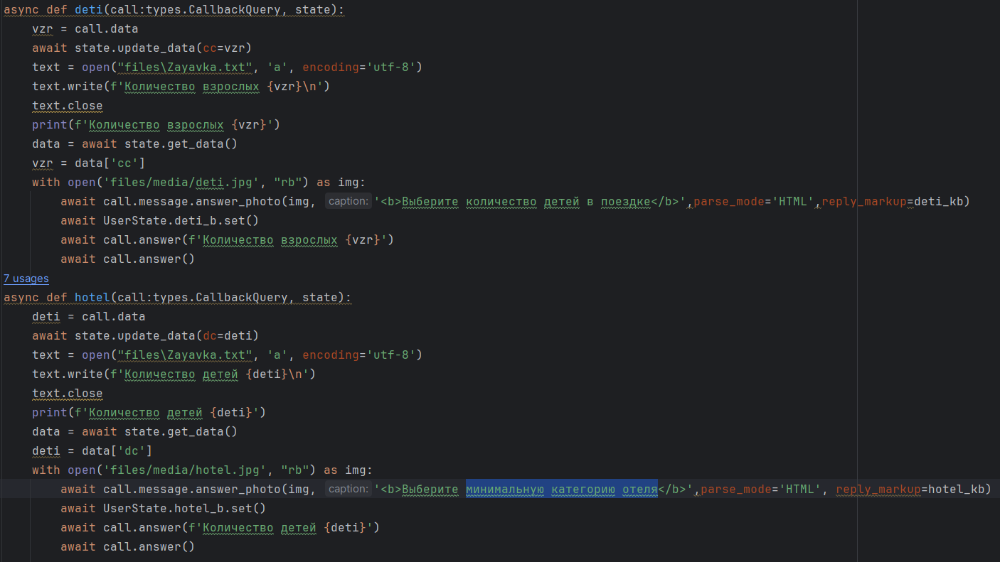 async def deti(call:types.CallbackQuery, state):
    vzr = call.data
    await state.update_data(cc=vzr)
    text = open("files\Zayavka.txt", 'a', encoding='utf-8')
    text.write(f'Количество взрослых {vzr}\n')
    text.close
    print(f'Количество взрослых {vzr}')
    data = await state.get_data()
    vzr = data['cc']
    with open('files/media/deti.jpg', "rb") as img:
        await call.message.answer_photo(img, caption: '<b>Выберите количество детей в поездке</b>',parse_mode='HTML',reply_markup=deti_kb)
        await UserState.deti_b.set()
        await call.answer(f'Количество взрослых {vzr}')
        await call.answer()
7 usages
async def hotel(call:types.CallbackQuery, state):
    deti = call.data
    await state.update_data(dc=deti)
    text = open("files\Zayavka.txt", 'a', encoding='utf-8')
    text.write(f'Количество детей {deti}\n')
    text.close
    print(f'Количество детей {deti}')
    data = await state.get_data()
    deti = data['dc']
    with open('files/media/hotel.jpg', "rb") as img:
        await call.message.answer_photo(img, caption: '<b>Выберите минимальную категорию отеля</b>',parse_mode='HTML', reply_markup=hotel_kb)
        await UserState.hotel_b.set()
        await call.answer(f'Количество детей {deti}')
        await call.answer()